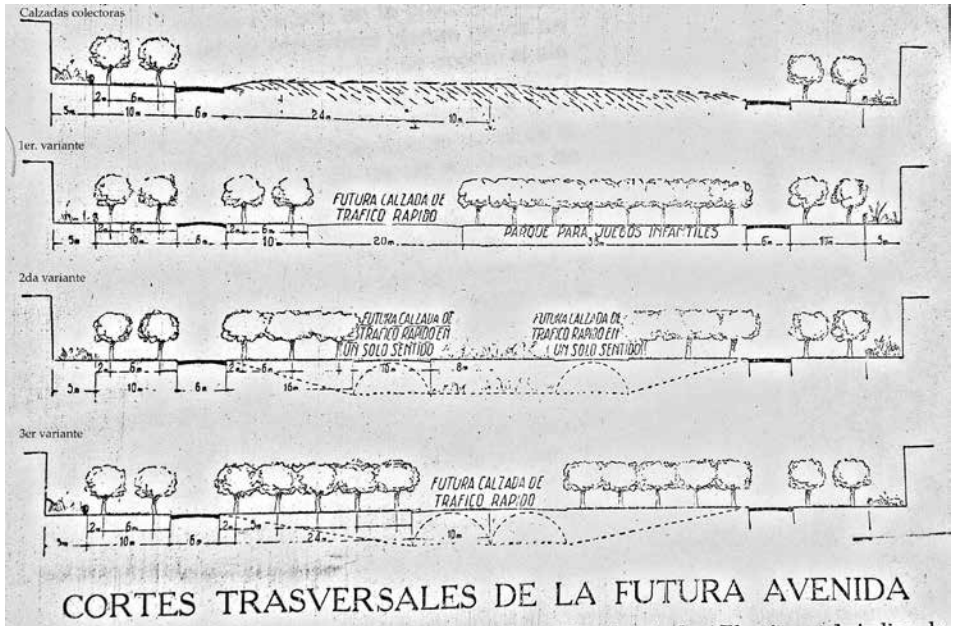 Calzadas colectoras
2m 6m
5m 10m 6m 24 10m
1er. variante
FUTURA CALZADA DE
TRAFICO RAPIDO
2m 6m
PARQUE PARA JUEGOS INFANTILES
5m 10m 6m 10m 20m 35m 6m 5m
2da variante
FUTURA CALZADA DE
TRAFICO RAPIDO EN
UN SOLO SENTIDO
FUTURA CALZADA DE
TRAFICO RAPIDO EN
UN SOLO SENTIDO
2m 6m 2m 6m 8m
5m 10m 6m 16m
3er variante
FUTURA CALZADA DE
TRAFICO RAPIDO
2m 6m 2m 5m
5m 10m 6m 24 10m
CORTES TRASVERSALES DE LA FUTURA AVENIDA